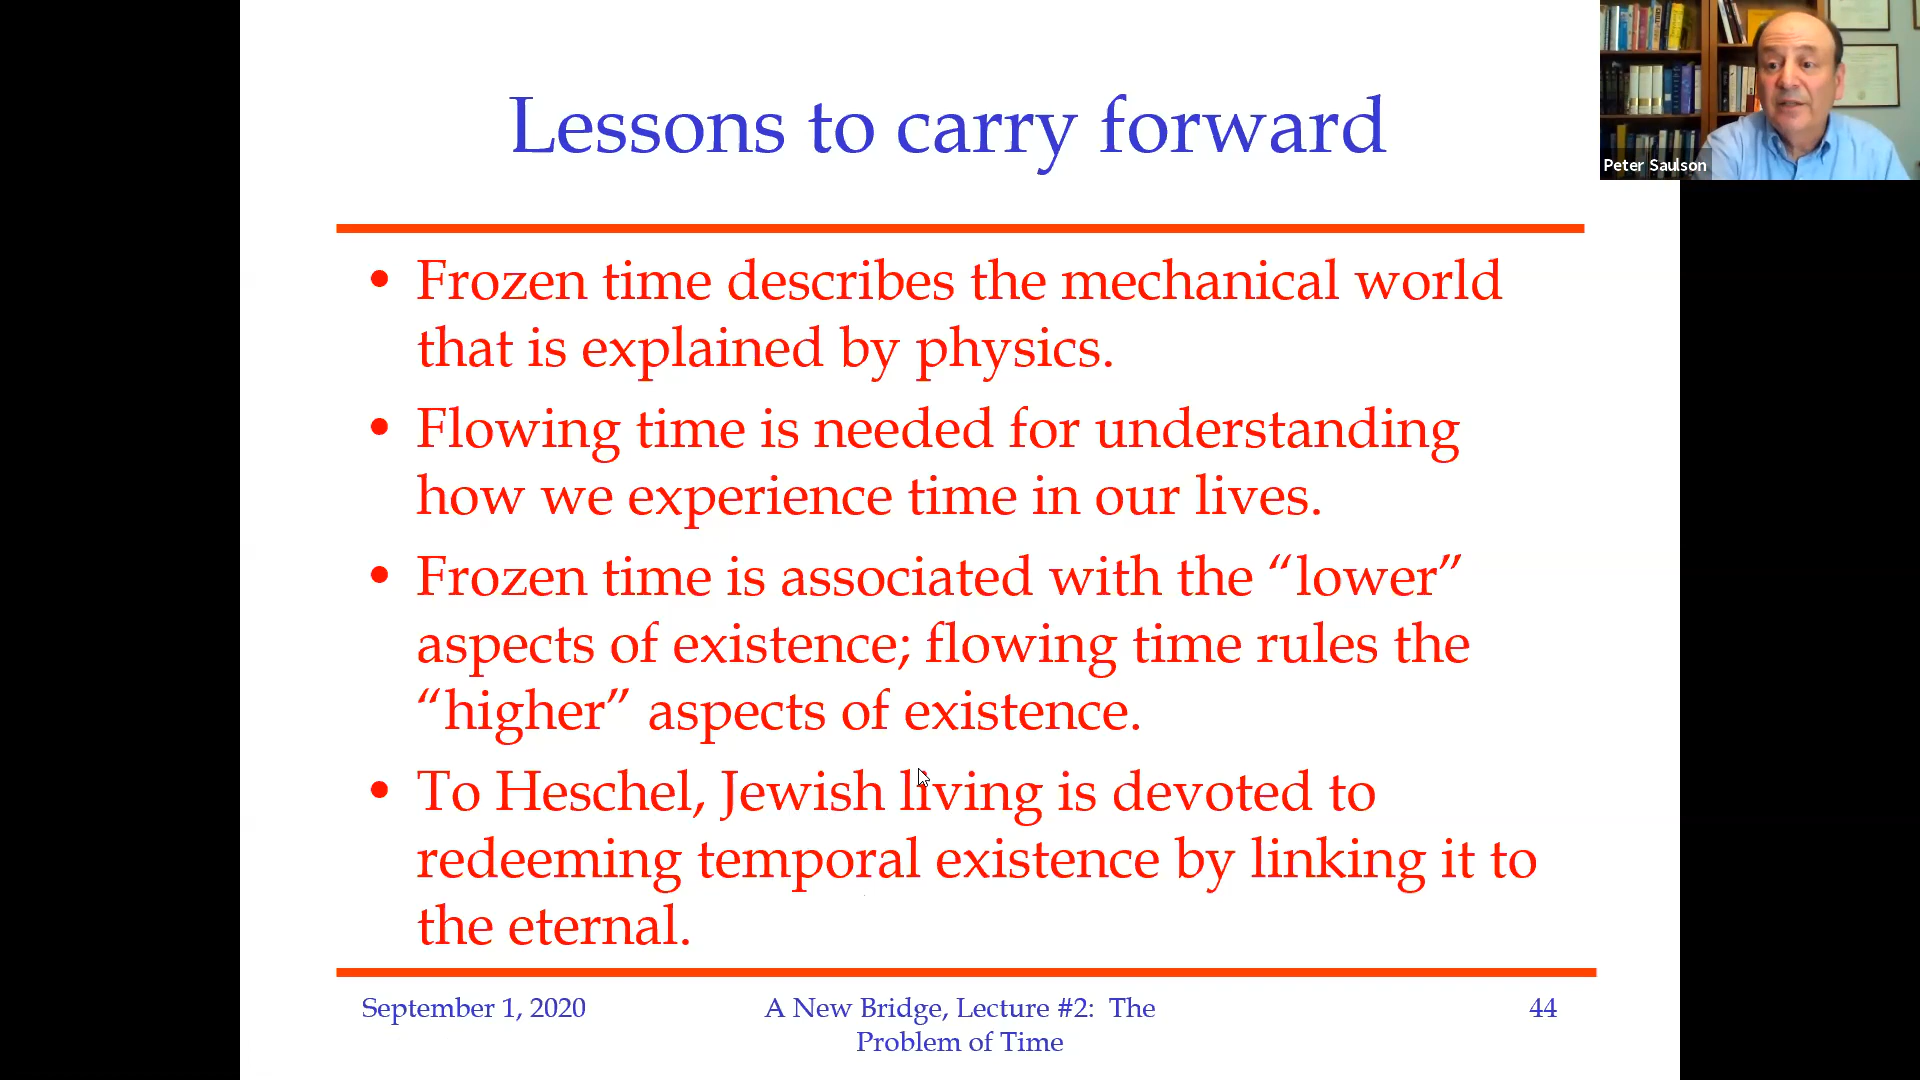 Lessons to carry forward
Peter Saulson
• Frozen time describes the mechanical world
that is explained by physics.
• Flowing time is needed for understanding
how we experience time in our lives.
• Frozen time is associated with the “lower”
aspects of existence; flowing time rules the
“higher” aspects of existence.
• To Heschel, Jewish living is devoted to
redeeming temporal existence by linking it to
the eternal.
September 1, 2020
A New Bridge, Lecture #2: The
Problem of Time
44